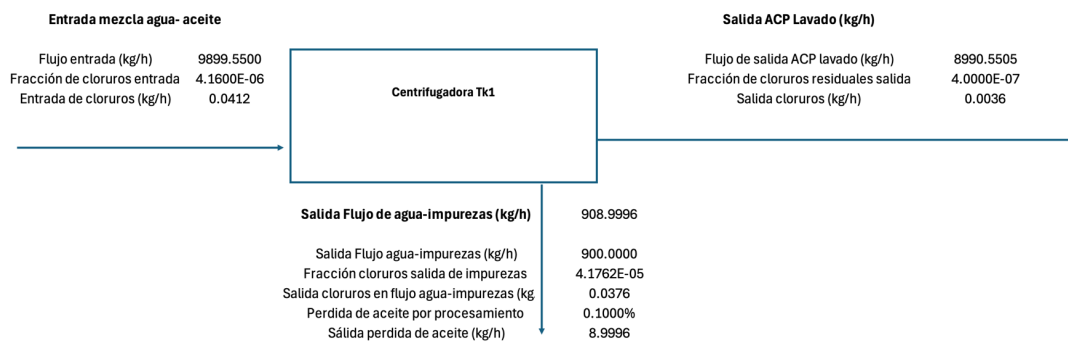 Entrada mezcla agua- aceite
Flujo entrada (kg/h) 9899.5500
Fracción de cloruros entrada 4.1600E-06
Entrada de cloruros (kg/h) 0.0412
Centrifugadora Tk1
Salida ACP Lavado (kg/h)
Flujo de salida ACP lavado (kg/h) 8990.5505
Fracción de cloruros residuales salida 4.0000E-07
Salida cloruros (kg/h) 0.0036
Salida Flujo de agua-impurezas (kg/h) 908.9996
Salida Flujo agua-impurezas (kg/h) 900.0000
Fracción cloruros salida de impurezas 4.1762E-05
Salida cloruros en flujo agua-impurezas (kg 0.0376
Perdida de aceite por procesamiento 0.1000%
Sálida perdida de aceite (kg/h) 8.9996